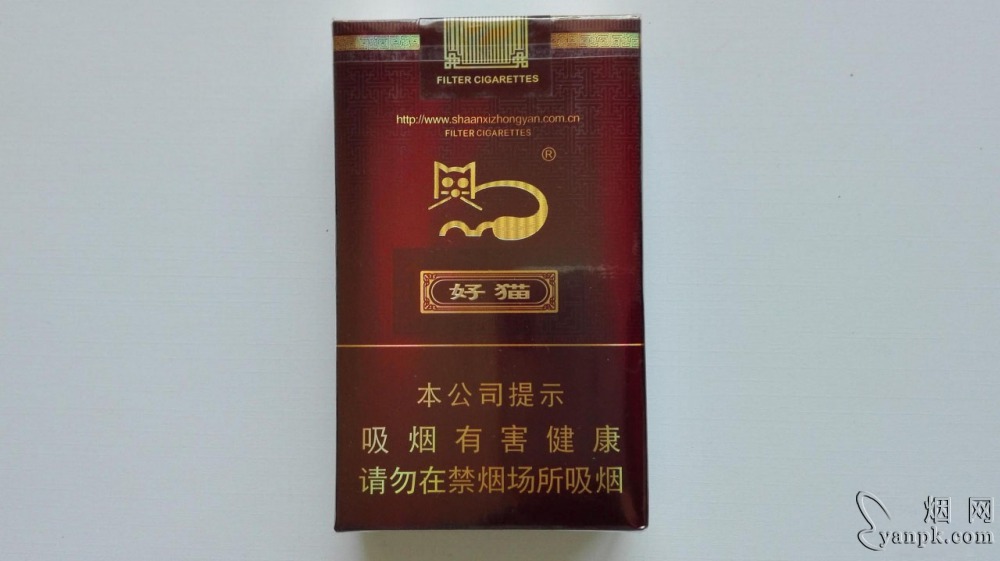 FILTER CIGARETTES
http://www.shaanxizhongyan.com.cn
FILTER CIGARETTES
®
好猫
本公司提示
吸烟有害健康
请勿在禁烟场所吸烟
烟网
yanpk.com